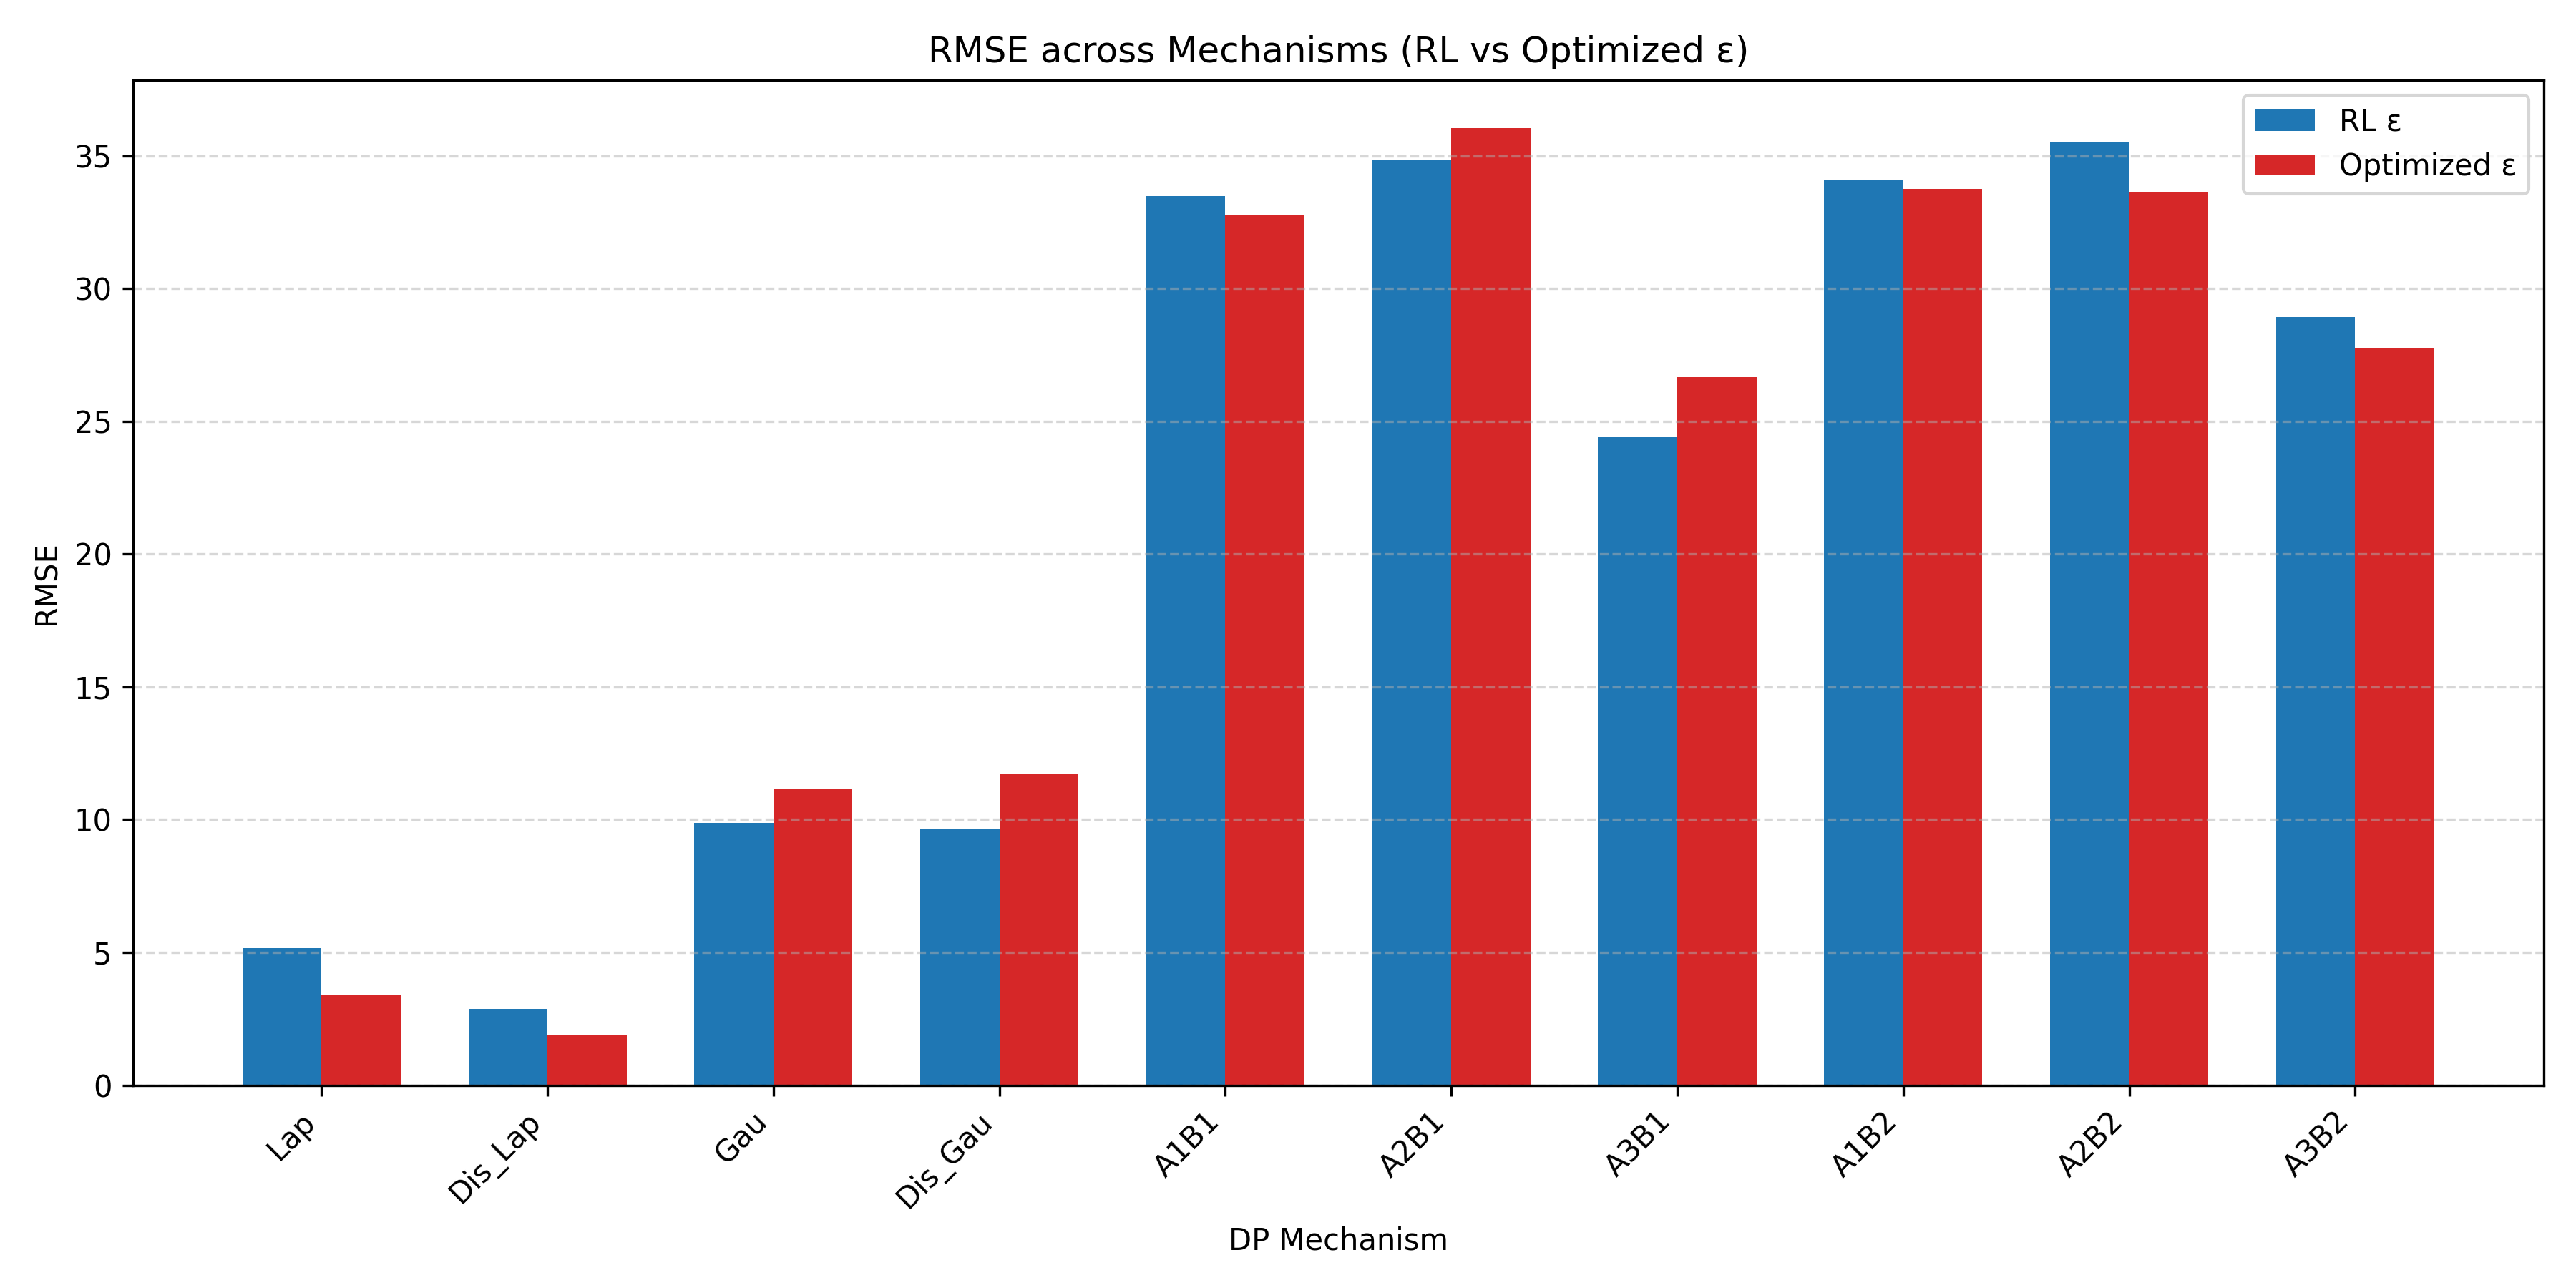 RMSE across Mechanisms (RL vs Optimized ε)
RL ε
Optimized ε
35
30
25
20
15
10
5
0
RMSE
Lap
Dis_Lap
Gau
Dis_Gau
A1B1
A2B1
A3B1
A1B2
A2B2
A3B2
DP Mechanism